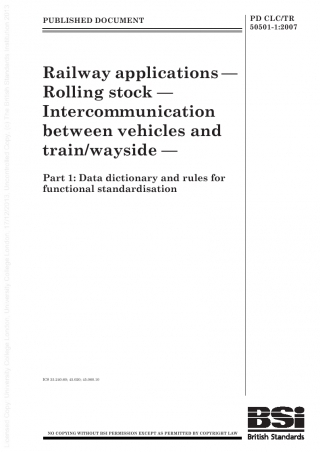 PUBLISHED DOCUMENT
PD CLC/TR
50501-1:2007
Railway applications —
Rolling stock —
Intercommunication
between vehicles and
train/wayside —
Part 1: Data dictionary and rules for
functional standardisation
NO COPYING WITHOUT BSI PERMISSION EXCEPT AS PERMITTED BY COPYRIGHT LAW
BSi
British Standards